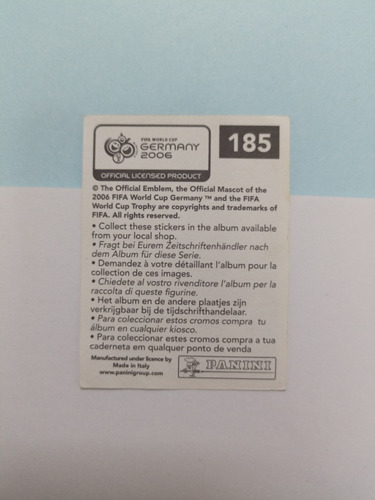 FIFA WORLD CUP
GERMANY
2006
185
OFFICIAL LICENSED PRODUCT
© The Official Emblem, the Official Mascot of the
2006 FIFA World Cup Germany ™ and the FIFA
World Cup Trophy are copyrights and trademarks of
FIFA. All rights reserved.
• Collect these stickers in the album available
from your local shop.
• Fragt bei Eurem Zeitschriftenhändler nach
dem Album für diese Serie.
• Demandez à votre détaillant l'album pour la
collection de ces images.
• Chiedete al vostro rivenditore l'album per la
raccolta di queste figurine.
• Het album en de andere plaatjes zijn
verkrijgbaar bij de tijdschrifthandelaar.
• Para coleccionar estos cromos compra tu
álbum en cualquier kiosco.
• Para coleccionar estos cromos compra a tua
caderneta em qualquer ponto de venda
Manufactured under licence by
Made in Italy
www.paninigroup.com
PANINI